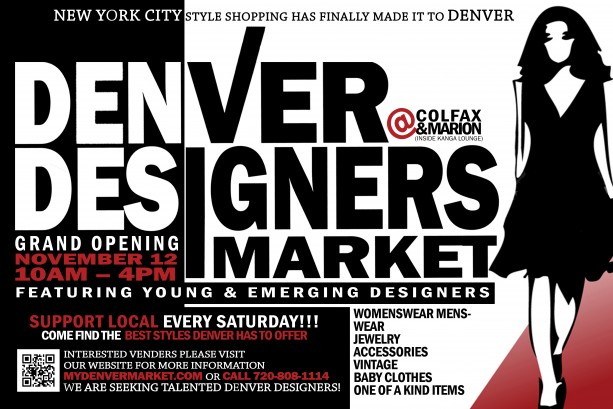 NEW YORK CITY STYLE SHOPPING HAS FINALLY MADE IT TO DENVER
DENVER
@COLFAX
&MARION
(INSIDE KANGA LOUNGE)
DESIGNERS
MARKET
GRAND OPENING
NOVEMBER 12
10AM – 4PM
FEATURING YOUNG & EMERGING DESIGNERS
SUPPORT LOCAL EVERY SATURDAY!!!
COME FIND THE BEST STYLES DENVER HAS TO OFFER
INTERESTED VENDERS PLEASE VISIT
OUR WEBSITE FOR MORE INFORMATION
MYDENVERMARKET.COM OR CALL 720-808-1114
WE ARE SEEKING TALENTED DENVER DESIGNERS!
WOMENSWEAR MENS-
WEAR
JEWELRY
ACCESSORIES
VINTAGE
BABY CLOTHES
ONE OF A KIND ITEMS